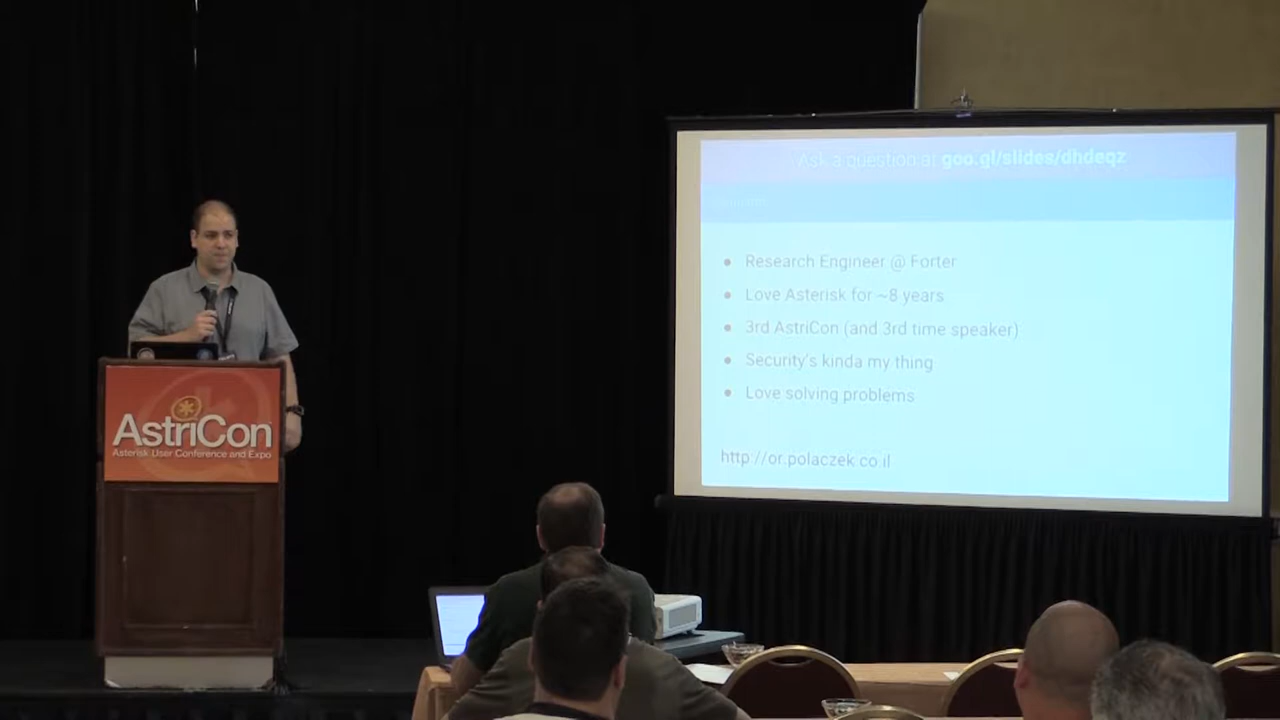 Ask a question at goo.gl/slides/dhdeqz
Research Engineer @ Forter
Love Asterisk for ~8 years
3rd AstriCon (and 3rd time speaker)
Security's kinda my thing
Love solving problems
http://or.polaczek.co.il
AstriCon
Asterisk User Conference and Expo